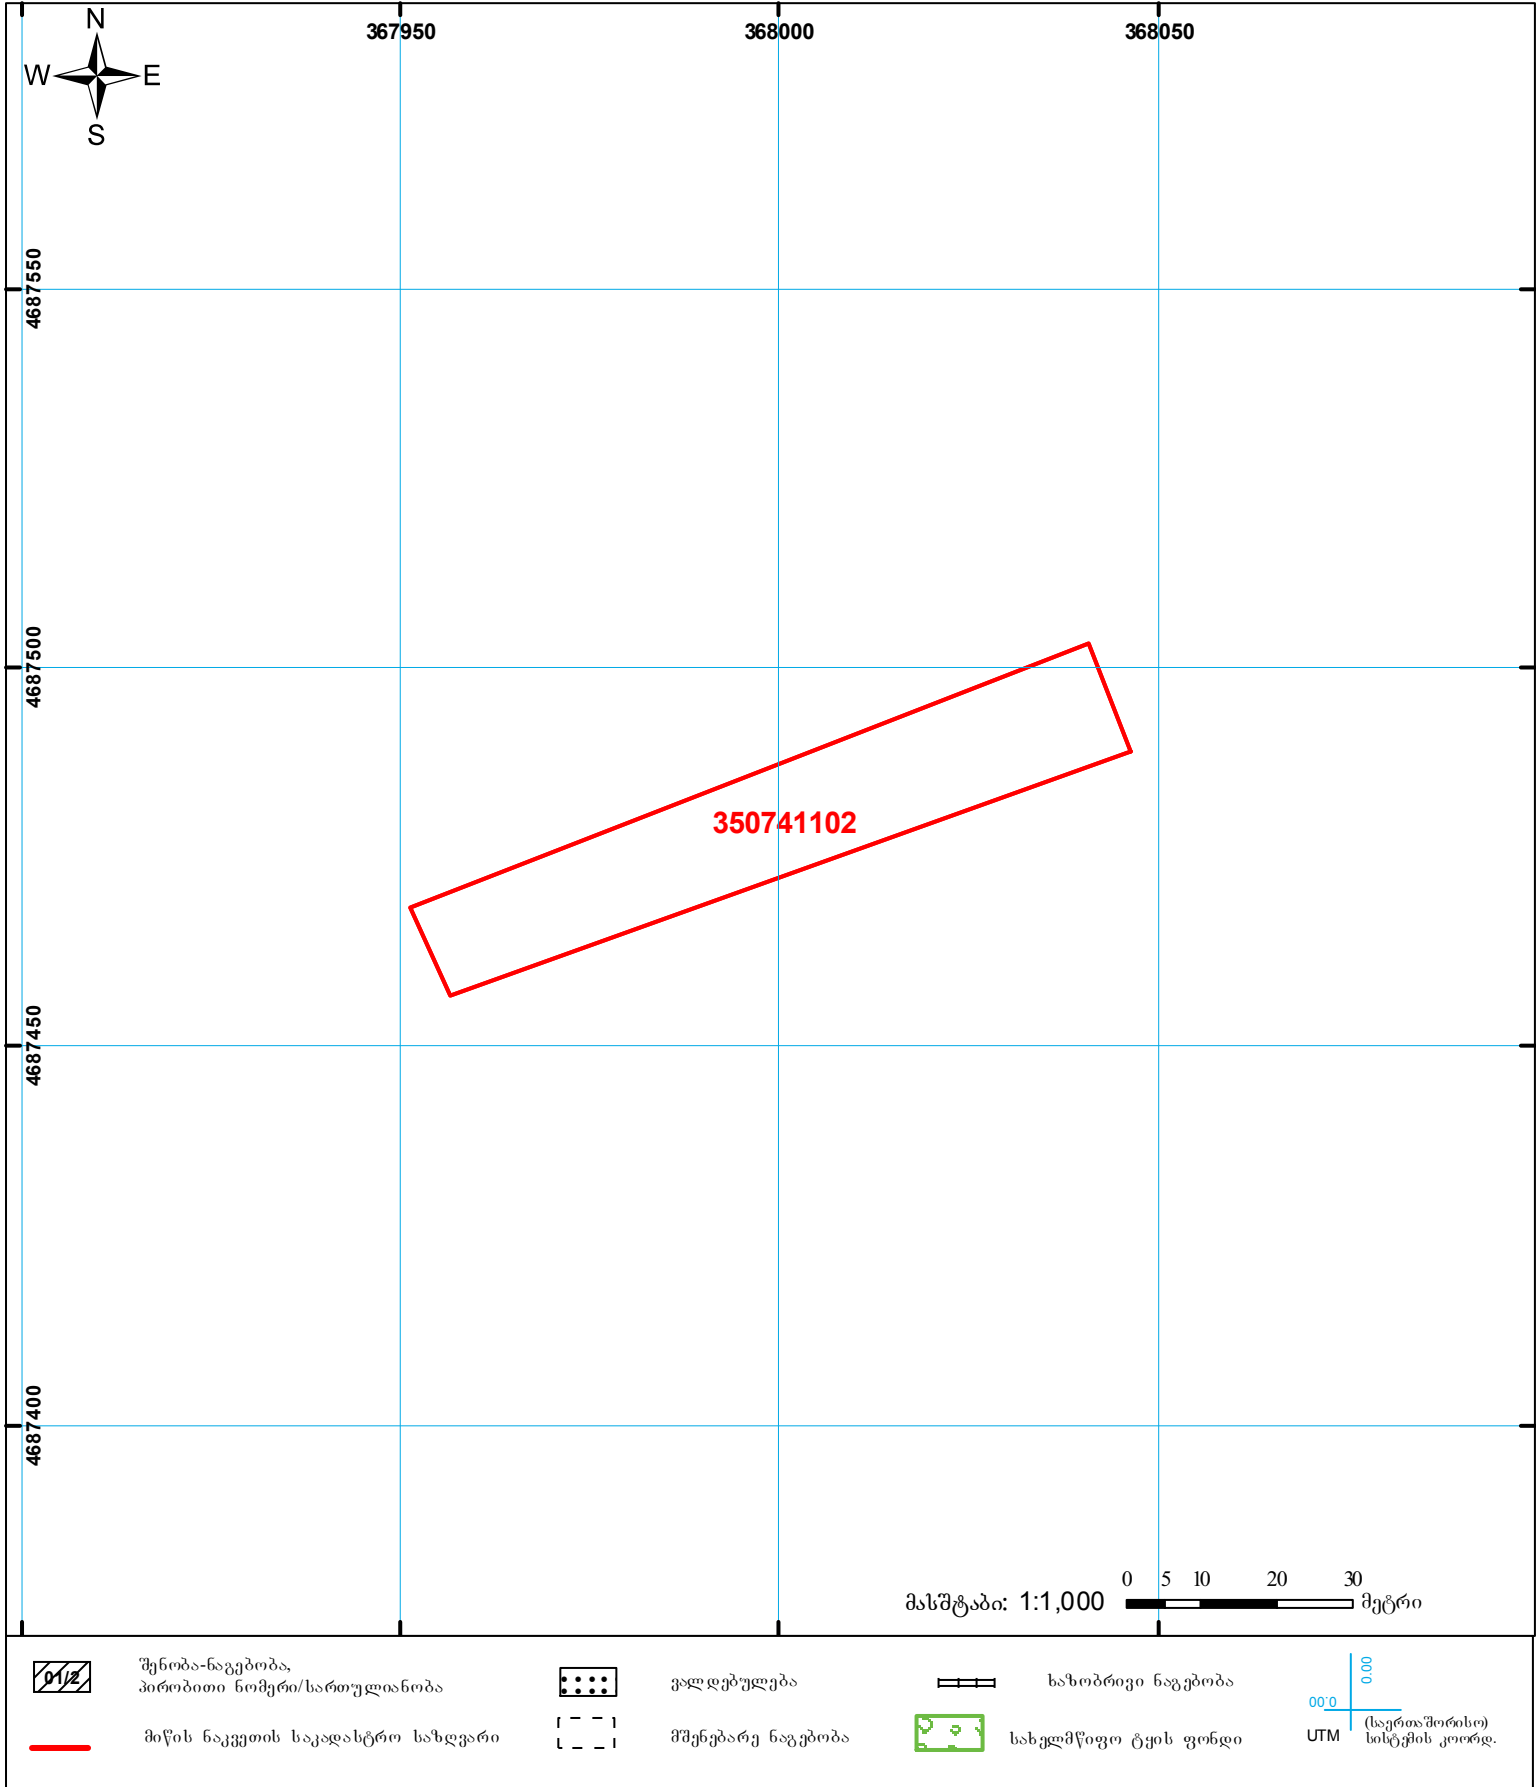 N
W E
S
367950 368000 368050
4687550
4687500
4687450
4687400
350741102
0 5 10 20 30
მასშტაბი: 1:1,000 მეტრი
01/2 შენობა-ნაგებობა,
პირობითი ნომერი/სართულიანობა
ვალდებულება
ხაზობრივი ნაგებობა
მიწის ნაკვეთის საკადასტრო საზღვარი
მშენებარე ნაგებობა
სახელმწიფო ტყის ფონდი
00.0
00.0
UTM (საერთაშორისო)
სისტემის კოორდ.